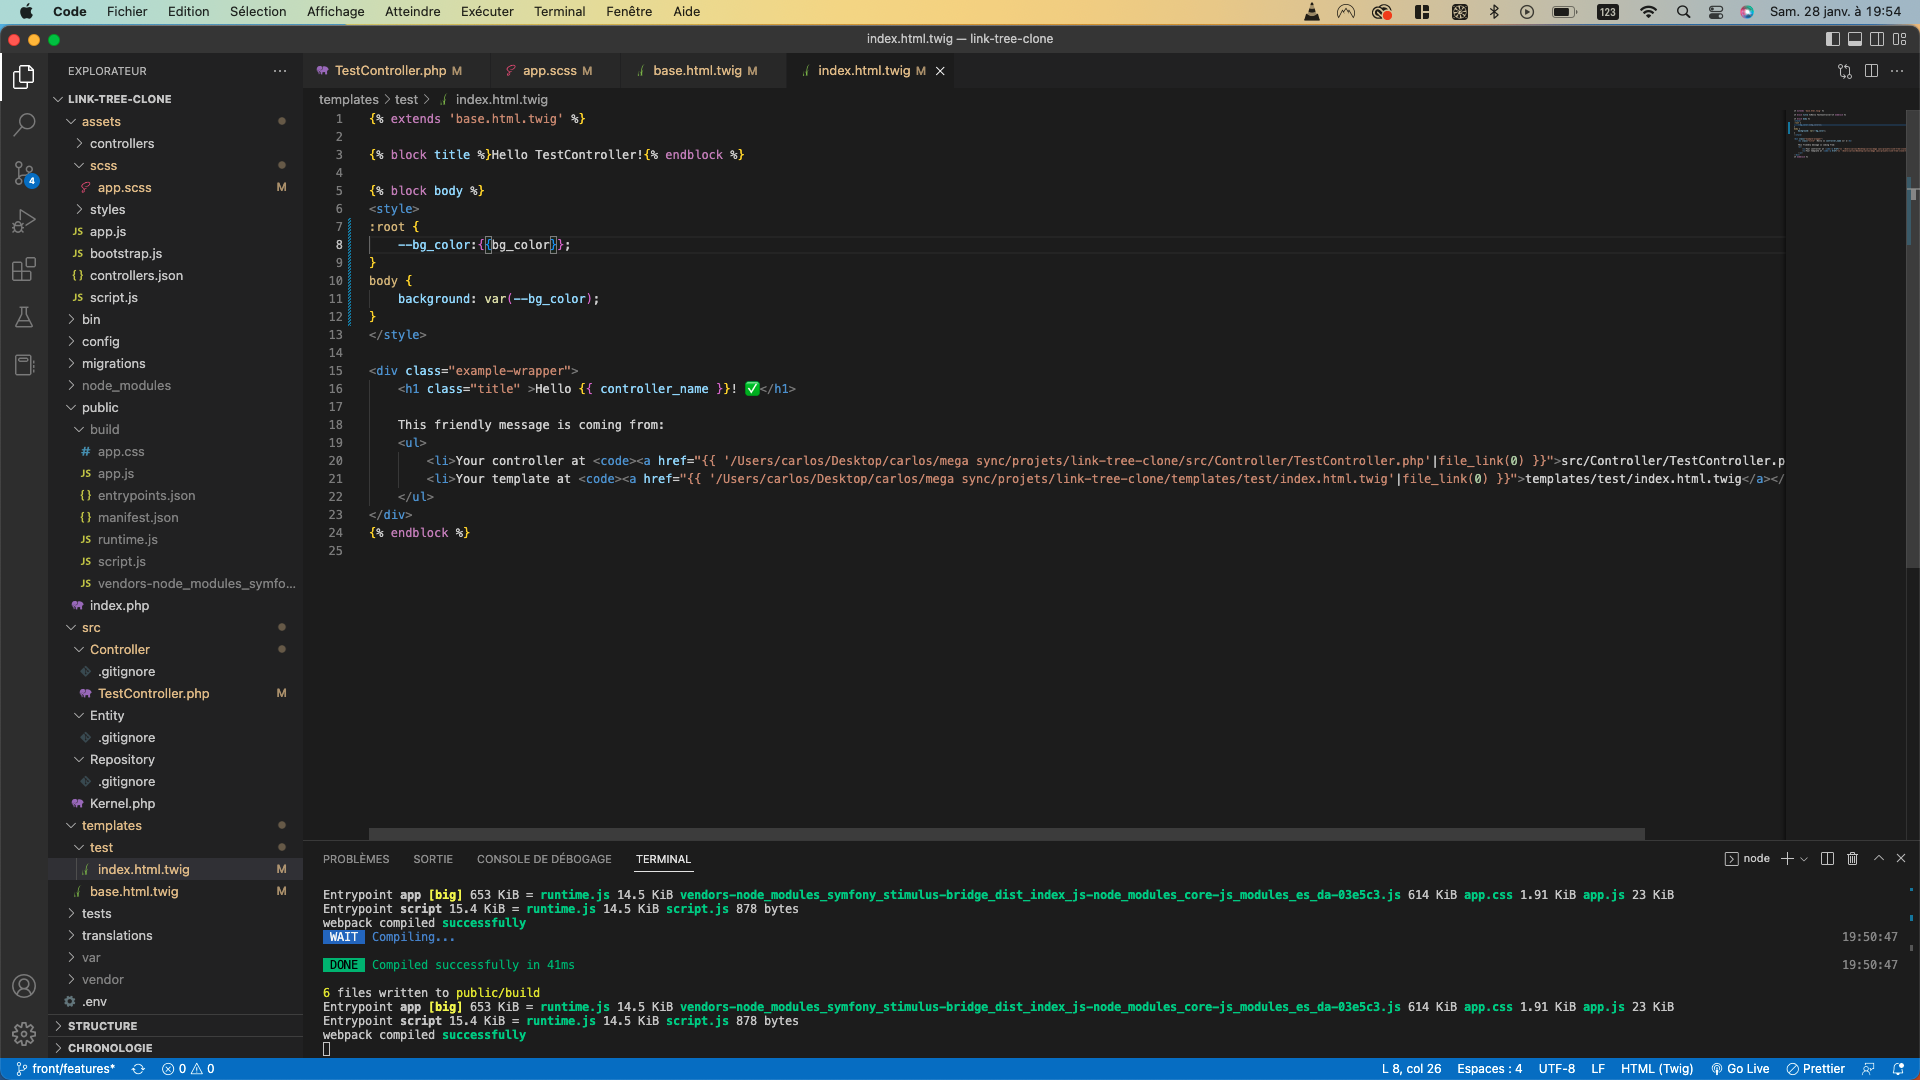 Code Fichier Edition Sélection Affichage Atteindre Exécuter Terminal Fenêtre Aide 123 Sam. 28 janv. à 19:54
index.html.twig — link-tree-clone
EXPLORATEUR
LINK-TREE-CLONE
assets
controllers
scss
app.scss M
styles
JS app.js
JS bootstrap.js
{} controllers.json
JS script.js
bin
config
migrations
node_modules
public
build
# app.css
JS app.js
{} entrypoints.json
{} manifest.json
JS runtime.js
JS script.js
JS vendors-node_modules_symfo...
index.php
src
Controller
.gitignore
TestController.php M
Entity
.gitignore
Repository
.gitignore
Kernel.php
templates
test
index.html.twig M
base.html.twig M
tests
translations
var
vendor
.env
STRUCTURE
CHRONOLOGIE
4
TestController.php M app.scss M base.html.twig M index.html.twig M
templates > test > index.html.twig
1 {% extends 'base.html.twig' %}
2
3 {% block title %}Hello TestController!{% endblock %}
4
5 {% block body %}
6 <style>
7 :root {
8 --bg_color:{{bg_color}};
9 }
10 body {
11 background: var(--bg_color);
12 }
13 </style>
14
15 <div class="example-wrapper">
16 <h1 class="title" >Hello {{ controller_name }}! ✅</h1>
17
18 This friendly message is coming from:
19 <ul>
20 <li>Your controller at <code><a href="{{ '/Users/carlos/Desktop/carlos/mega sync/projets/link-tree-clone/src/Controller/TestController.php'|file_link(0) }}">src/Controller/TestController.p
21 <li>Your template at <code><a href="{{ '/Users/carlos/Desktop/carlos/mega sync/projets/link-tree-clone/templates/test/index.html.twig'|file_link(0) }}">templates/test/index.html.twig</a></
22 </ul>
23 </div>
24 {% endblock %}
25
PROBLÈMES SORTIE CONSOLE DE DÉBOGAGE TERMINAL node
Entrypoint app [big] 653 KiB = runtime.js 14.5 KiB vendors-node_modules_symfony_stimulus-bridge_dist_index_js-node_modules_core-js_modules_es_da-03e5c3.js 614 KiB app.css 1.91 KiB app.js 23 KiB
Entrypoint script 15.4 KiB = runtime.js 14.5 KiB script.js 878 bytes
webpack compiled successfully
WAIT Compiling... 19:50:47
DONE Compiled successfully in 41ms 19:50:47
6 files written to public/build
Entrypoint app [big] 653 KiB = runtime.js 14.5 KiB vendors-node_modules_symfony_stimulus-bridge_dist_index_js-node_modules_core-js_modules_es_da-03e5c3.js 614 KiB app.css 1.91 KiB app.js 23 KiB
Entrypoint script 15.4 KiB = runtime.js 14.5 KiB script.js 878 bytes
webpack compiled successfully
front/features* 0 0 L 8, col 26 Espaces : 4 UTF-8 LF HTML (Twig) Go Live Prettier